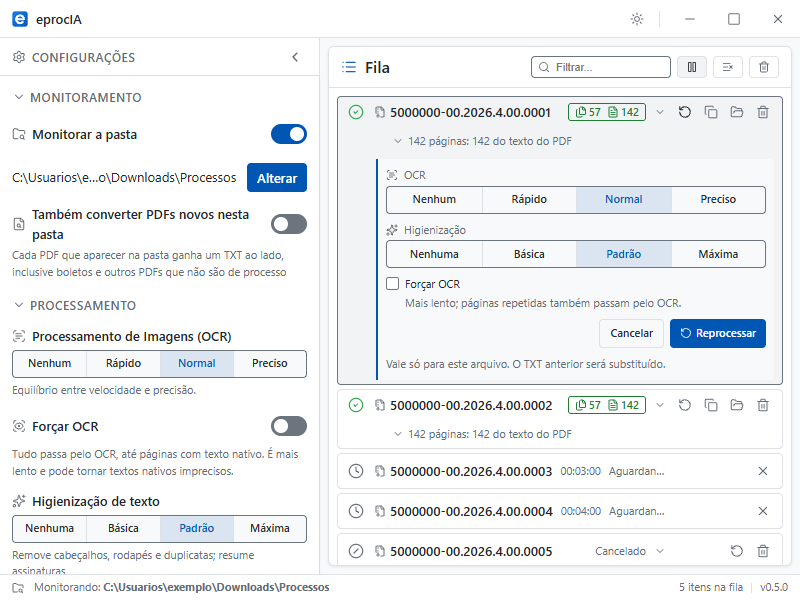 eprocIA
CONFIGURAÇÕES
MONITORAMENTO
Monitorar a pasta
C:\Usuarios\e...o\Downloads\Processos
Alterar
Também converter PDFs novos nesta
pasta
Cada PDF que aparecer na pasta ganha um TXT ao lado,
inclusive boletos e outros PDFs que não são de processo
PROCESSAMENTO
Processamento de Imagens (OCR)
Nenhum Rápido Normal Preciso
Equilíbrio entre velocidade e precisão.
Forçar OCR
Tudo passa pelo OCR, até páginas com texto nativo. É mais
lento e pode tornar textos nativos imprecisos.
Higienização de texto
Nenhuma Básica Padrão Máxima
Remove cabeçalhos, rodapés e duplicatas; resume
assinaturas
Fila
Filtrar...
5000000-00.2026.4.00.0001 57 142
142 páginas: 142 do texto do PDF
OCR
Nenhum Rápido Normal Preciso
Higienização
Nenhuma Básica Padrão Máxima
Forçar OCR
Mais lento; páginas repetidas também passam pelo OCR.
Cancelar Reprocessar
Vale só para este arquivo. O TXT anterior será substituído.
5000000-00.2026.4.00.0002 57 142
142 páginas: 142 do texto do PDF
5000000-00.2026.4.00.0003 00:03:00 Aguardan...
5000000-00.2026.4.00.0004 00:04:00 Aguardan...
5000000-00.2026.4.00.0005 Cancelado
Monitorando: C:\Usuarios\exemplo\Downloads\Processos
5 itens na fila v0.5.0